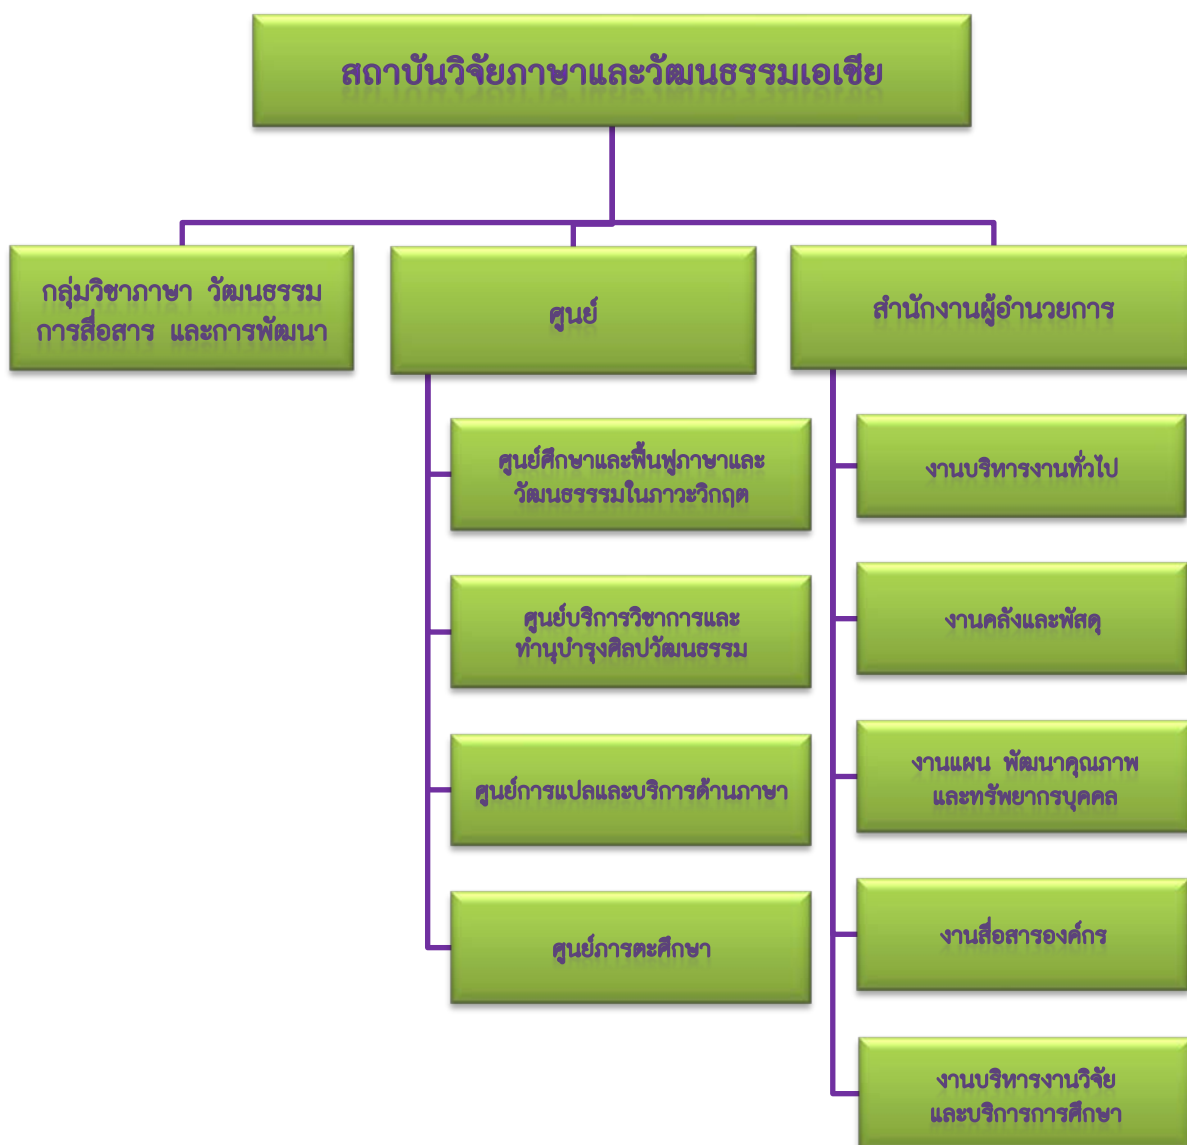 สถาบันวิจัยภาษาและวัฒนธรรมเอเชีย
กลุ่มวิชาภาษา วัฒนธรรม
การสื่อสาร และการพัฒนา
ศูนย์
ศูนย์ศึกษาและฟื้นฟูภาษาและ
วัฒนธรรรมในภาวะวิกฤต
ศูนย์บริการวิชาการและ
ทำนุบำรุงศิลปวัฒนธรรม
ศูนย์การแปลและบริการด้านภาษา
ศูนย์ภารตะศึกษา
สำนักงานผู้อำนวยการ
งานบริหารงานทั่วไป
งานคลังและพัสดุ
งานแผน พัฒนาคุณภาพ
และทรัพยากรบุคคล
งานสื่อสารองค์กร
งานบริหารงานวิจัย
และบริการการศึกษา